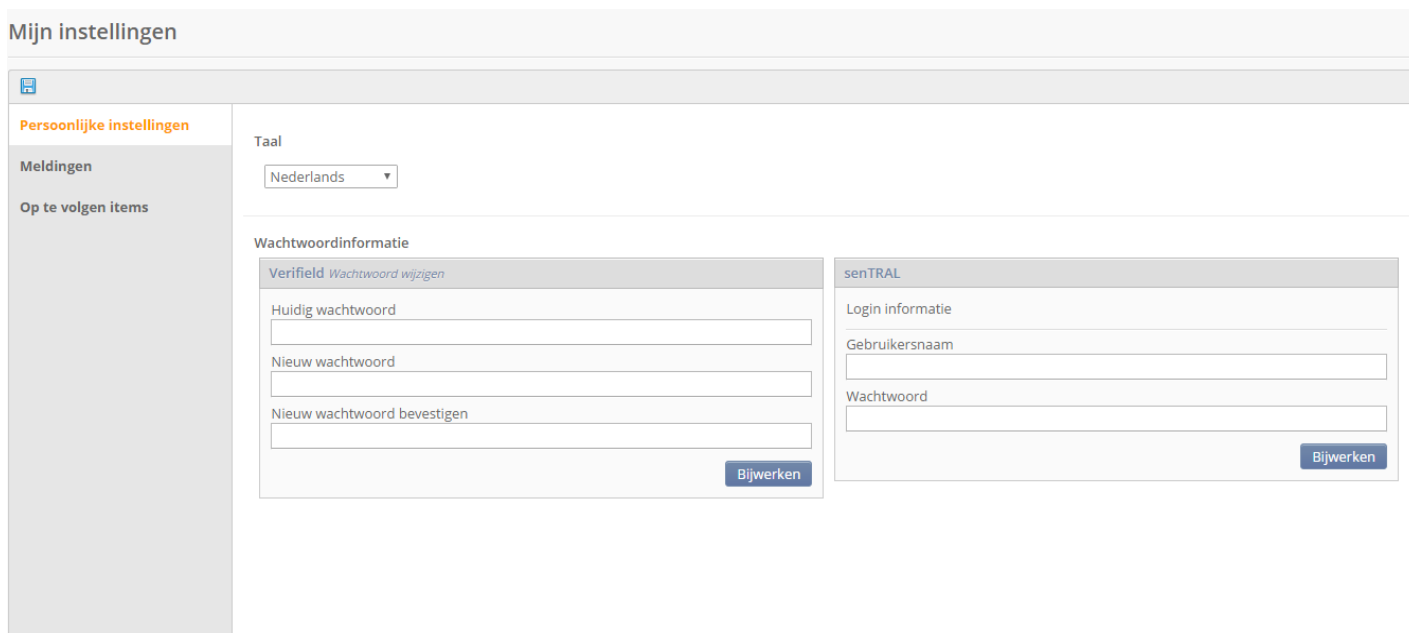 Mijn instellingen
Persoonlijke instellingen
Meldingen
Op te volgen items
Taal
Nederlands
Wachtwoordinformatie
Verifield Wachtwoord wijzigen
Huidig wachtwoord
Nieuw wachtwoord
Nieuw wachtwoord bevestigen
Bijwerken
senTRAL
Login informatie
Gebruikersnaam
Wachtwoord
Bijwerken